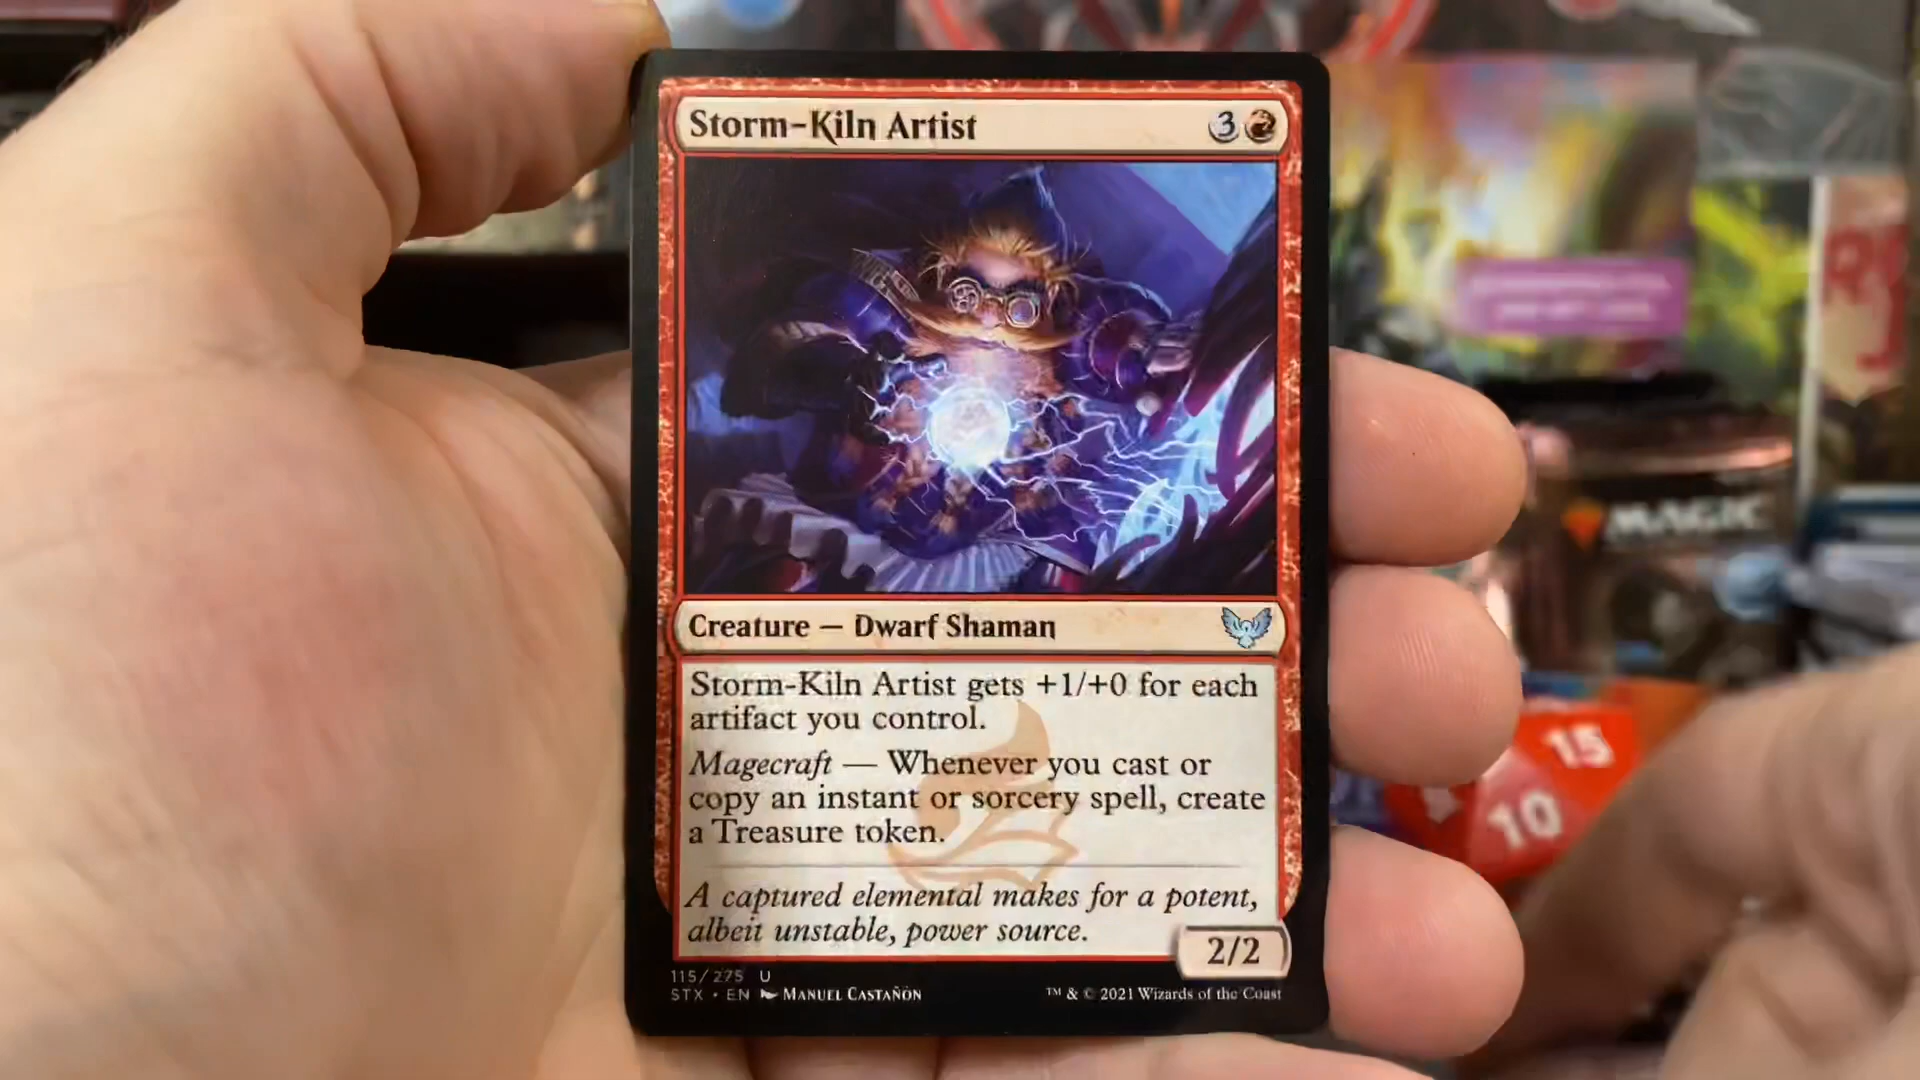 Storm-Kiln Artist 3
Creature — Dwarf Shaman
Storm-Kiln Artist gets +1/+0 for each
artifact you control.
Magecraft — Whenever you cast or
copy an instant or sorcery spell, create
a Treasure token.
A captured elemental makes for a potent,
albeit unstable, power source.
2/2
115/275 U
STX • EN MANUEL CASTAÑÓN
™ & © 2021 Wizards of the Coast
MAGIC
15
10